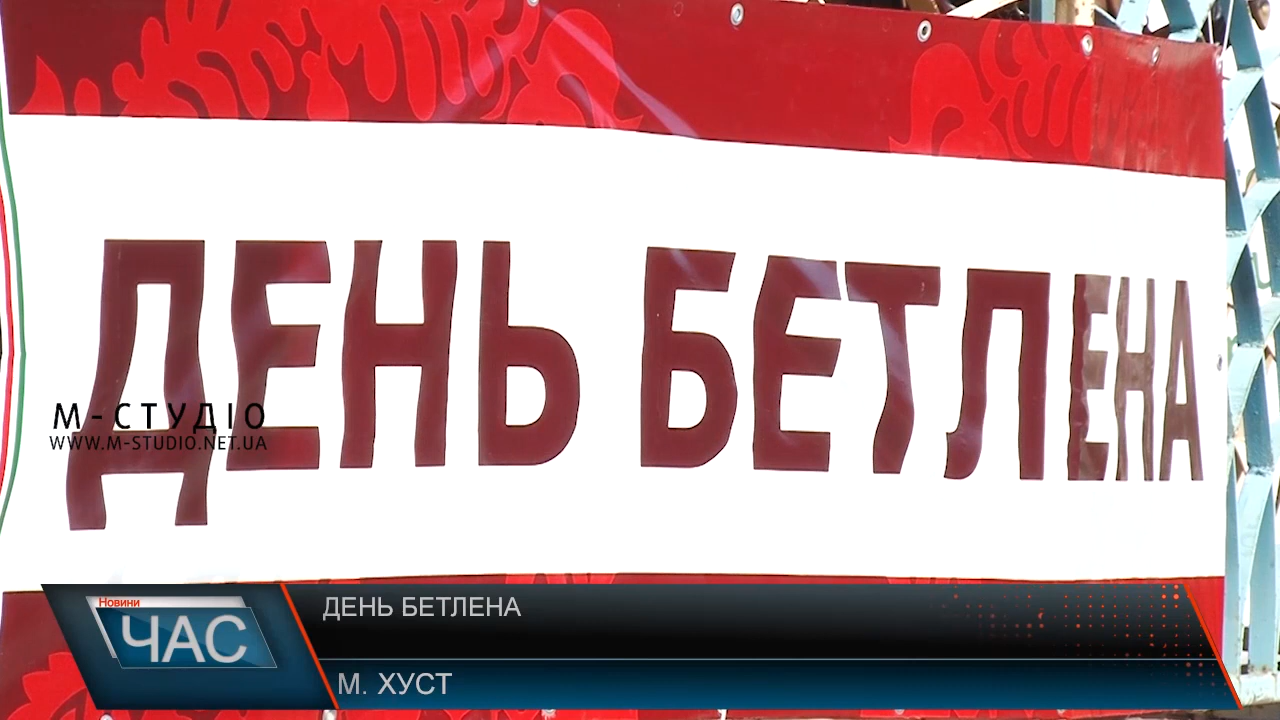 ДЕНЬ БЕТЛЕНА
М-СТУДІО
WWW.M-STUDIO.NET.UA
Новини
ЧАС
ДЕНЬ БЕТЛЕНА
М. ХУСТ